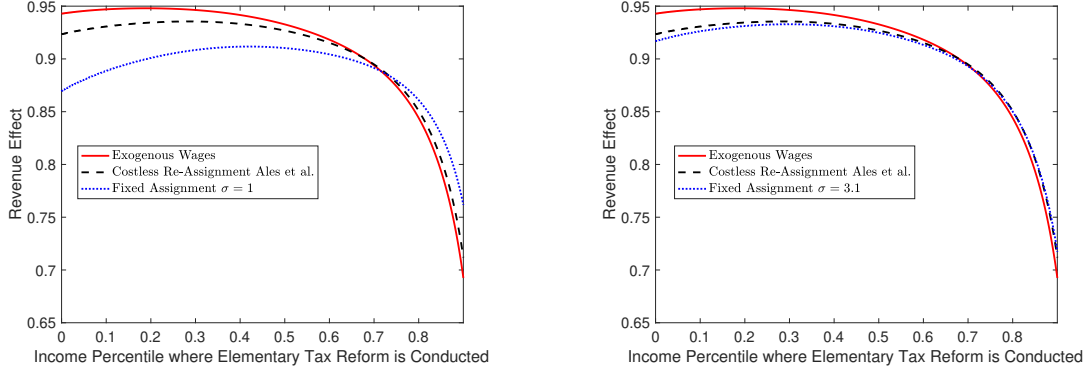 0.95
0.9
0.85
0.8
0.75
0.7
0.65
Revenue Effect
Exogenous Wages
Costless Re-Assignment Ales et al.
Fixed Assignment σ = 1
0 0.1 0.2 0.3 0.4 0.5 0.6 0.7 0.8
Income Percentile where Elementary Tax Reform is Conducted
0.95
0.9
0.85
0.8
0.75
0.7
0.65
Revenue Effect
Exogenous Wages
Costless Re-Assignment Ales et al.
Fixed Assignment σ = 3.1
0 0.1 0.2 0.3 0.4 0.5 0.6 0.7 0.8
Income Percentile where Elementary Tax Reform is Conducted